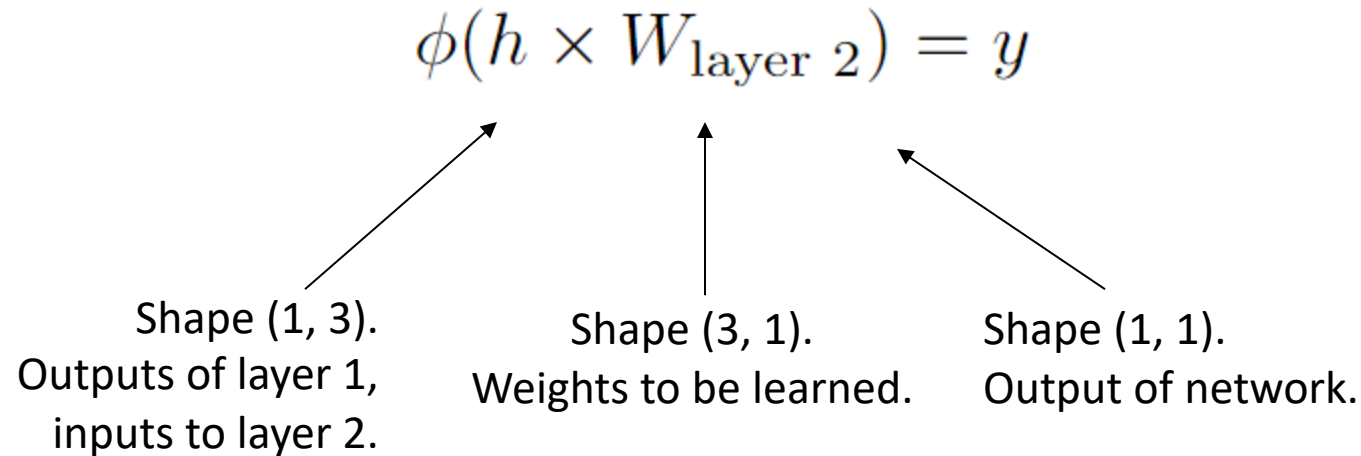 ϕ(h × W_layer 2) = y
Shape (1, 3).
Outputs of layer 1,
inputs to layer 2.
Shape (3, 1).
Weights to be learned.
Shape (1, 1).
Output of network.